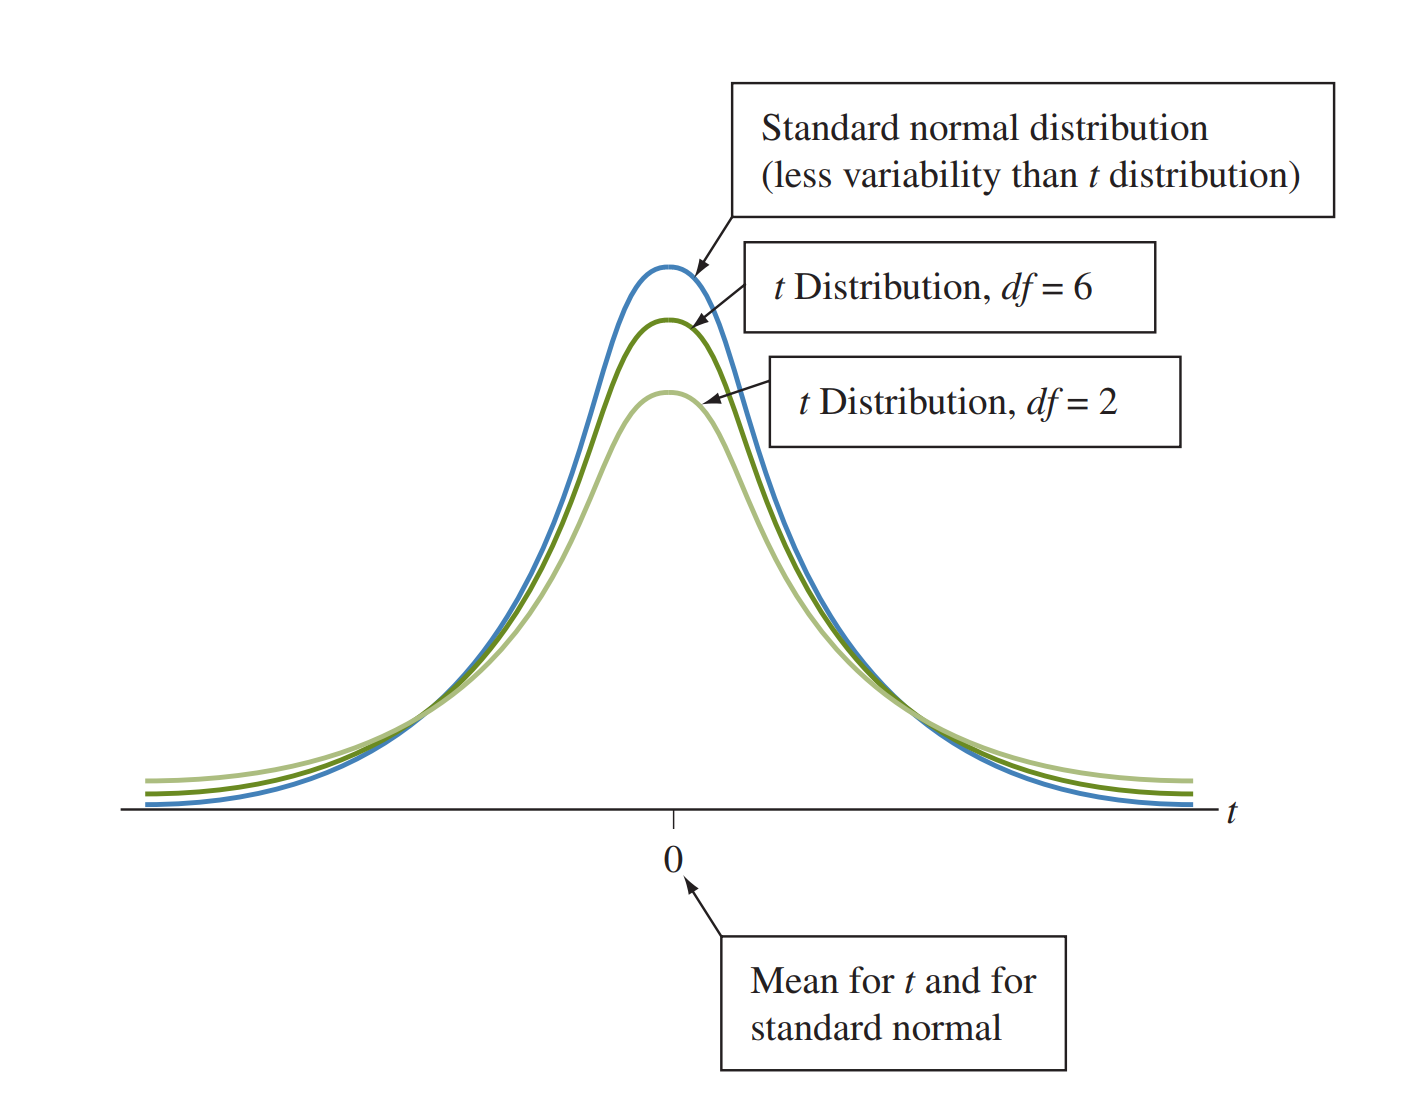 Standard normal distribution
(less variability than t distribution)
t Distribution, df = 6
t Distribution, df = 2
t
0
Mean for t and for
standard normal